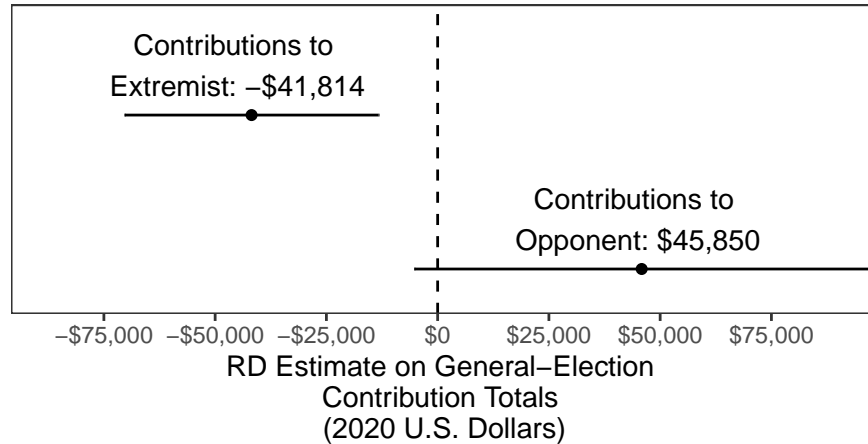 Contributions to
Extremist: −$41,814
Contributions to
Opponent: $45,850
−$75,000 −$50,000 −$25,000 $0 $25,000 $50,000 $75,000
RD Estimate on General−Election
Contribution Totals
(2020 U.S. Dollars)